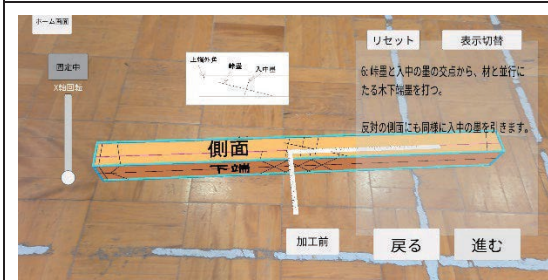 ホーム画面
リセット
表示切替
固定中
X軸回転
上端外角
峠墨
入中墨
6: 峠墨と入中の墨の交点から、材と並行に
たる木下端墨を打つ。
反対の側面にも同様に入中の墨を引きます。
側面
下端
加工前
戻る
進む